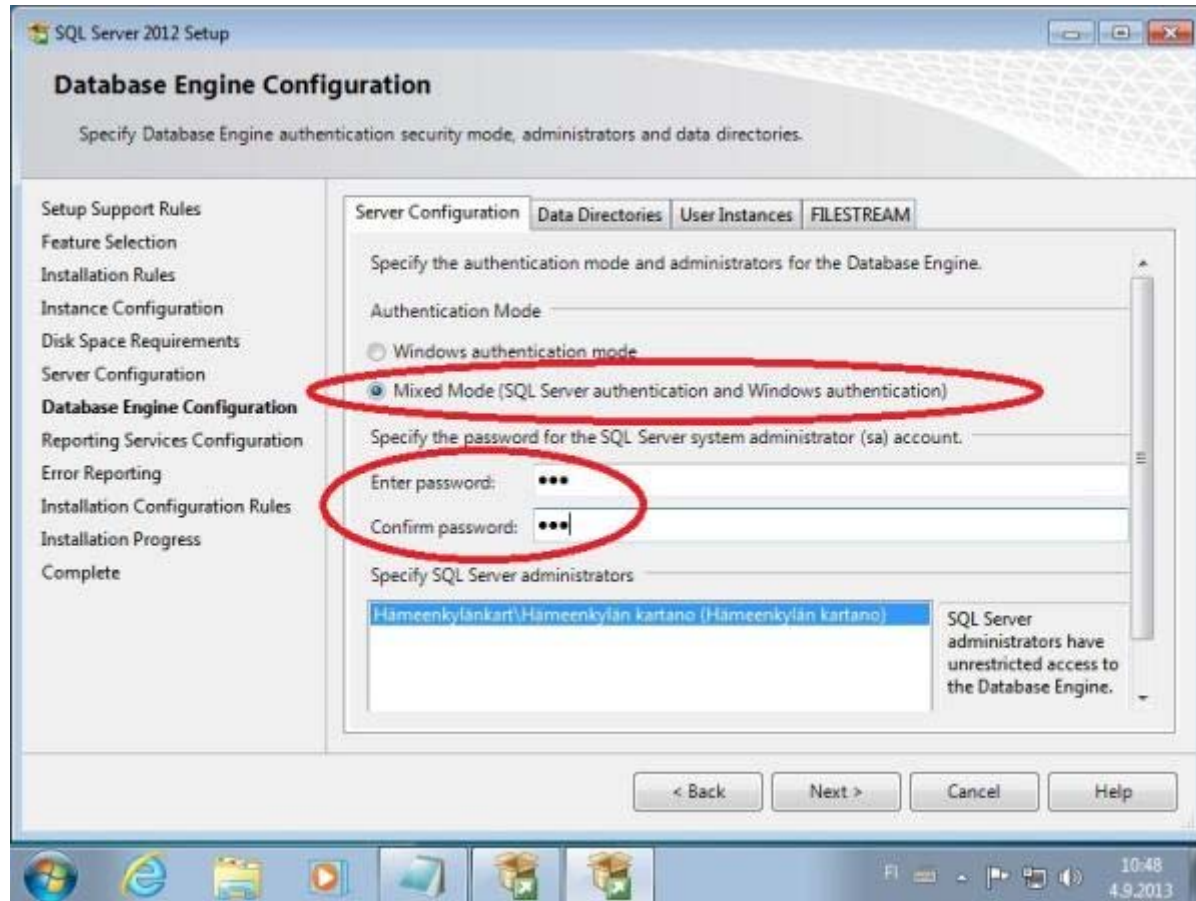 SQL Server 2012 Setup
Database Engine Configuration
Specify Database Engine authentication security mode, administrators and data directories.
Setup Support Rules
Feature Selection
Installation Rules
Instance Configuration
Disk Space Requirements
Server Configuration
Database Engine Configuration
Reporting Services Configuration
Error Reporting
Installation Configuration Rules
Installation Progress
Complete
Server Configuration Data Directories User Instances FILESTREAM
Specify the authentication mode and administrators for the Database Engine.
Authentication Mode
Windows authentication mode
Mixed Mode (SQL Server authentication and Windows authentication)
Specify the password for the SQL Server system administrator (sa) account.
Enter password: •••
Confirm password: •••
Specify SQL Server administrators
Hämeenkylänkart\Hämeenkylän kartano (Hämeenkylän kartano)
SQL Server
administrators have
unrestricted access to
the Database Engine.
< Back Next > Cancel Help
FI 10:48
4.9.2013